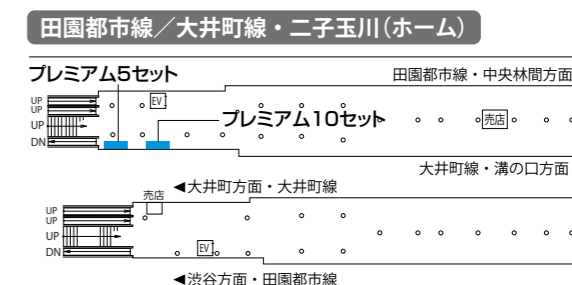 田園都市線／大井町線・二子玉川（ホーム）
プレミアム5セット
田園都市線・中央林間方面
UP
UP
EV
プレミアム10セット
売店
UP
DN
大井町線・溝の口方面
◀大井町方面・大井町線
売店
UP
UP
UP
EV
DN
◀渋谷方面・田園都市線